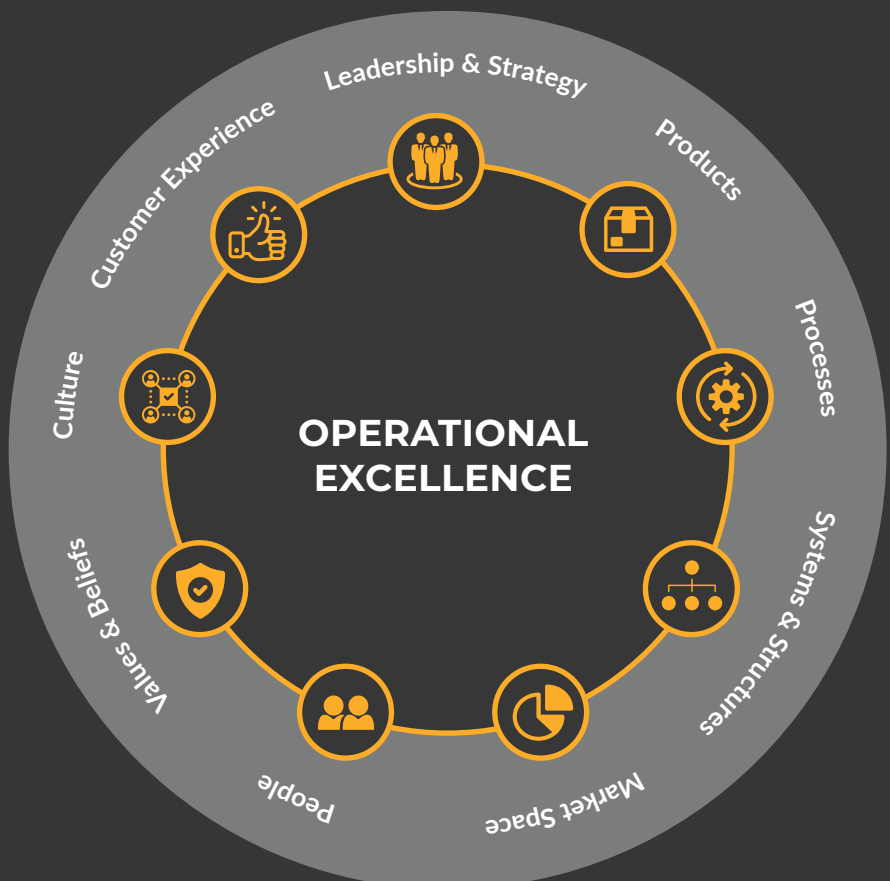 Leadership & Strategy
Products
Processes
Systems & Structures
Market Space
People
Values & Beliefs
Culture
Customer Experience
OPERATIONAL
EXCELLENCE